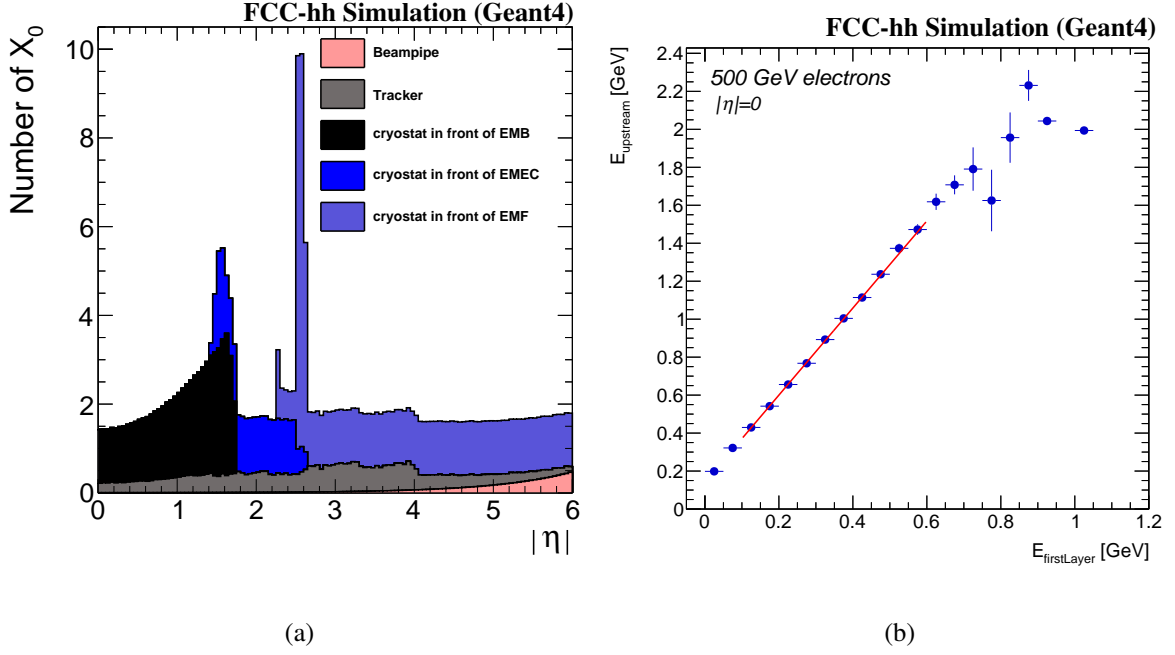 FCC-hh Simulation (Geant4)
Number of X0
10
8
6
4
2
0
0 1 2 3 4 5 6
|η|
Beampipe
Tracker
cryostat in front of EMB
cryostat in front of EMEC
cryostat in front of EMF
(a)
FCC-hh Simulation (Geant4)
Eupstream [GeV]
2.4
2.2
2
1.8
1.6
1.4
1.2
1
0.8
0.6
0.4
0.2
0
500 GeV electrons
|η|=0
0 0.2 0.4 0.6 0.8 1 1.2
EfirstLayer [GeV]
(b)